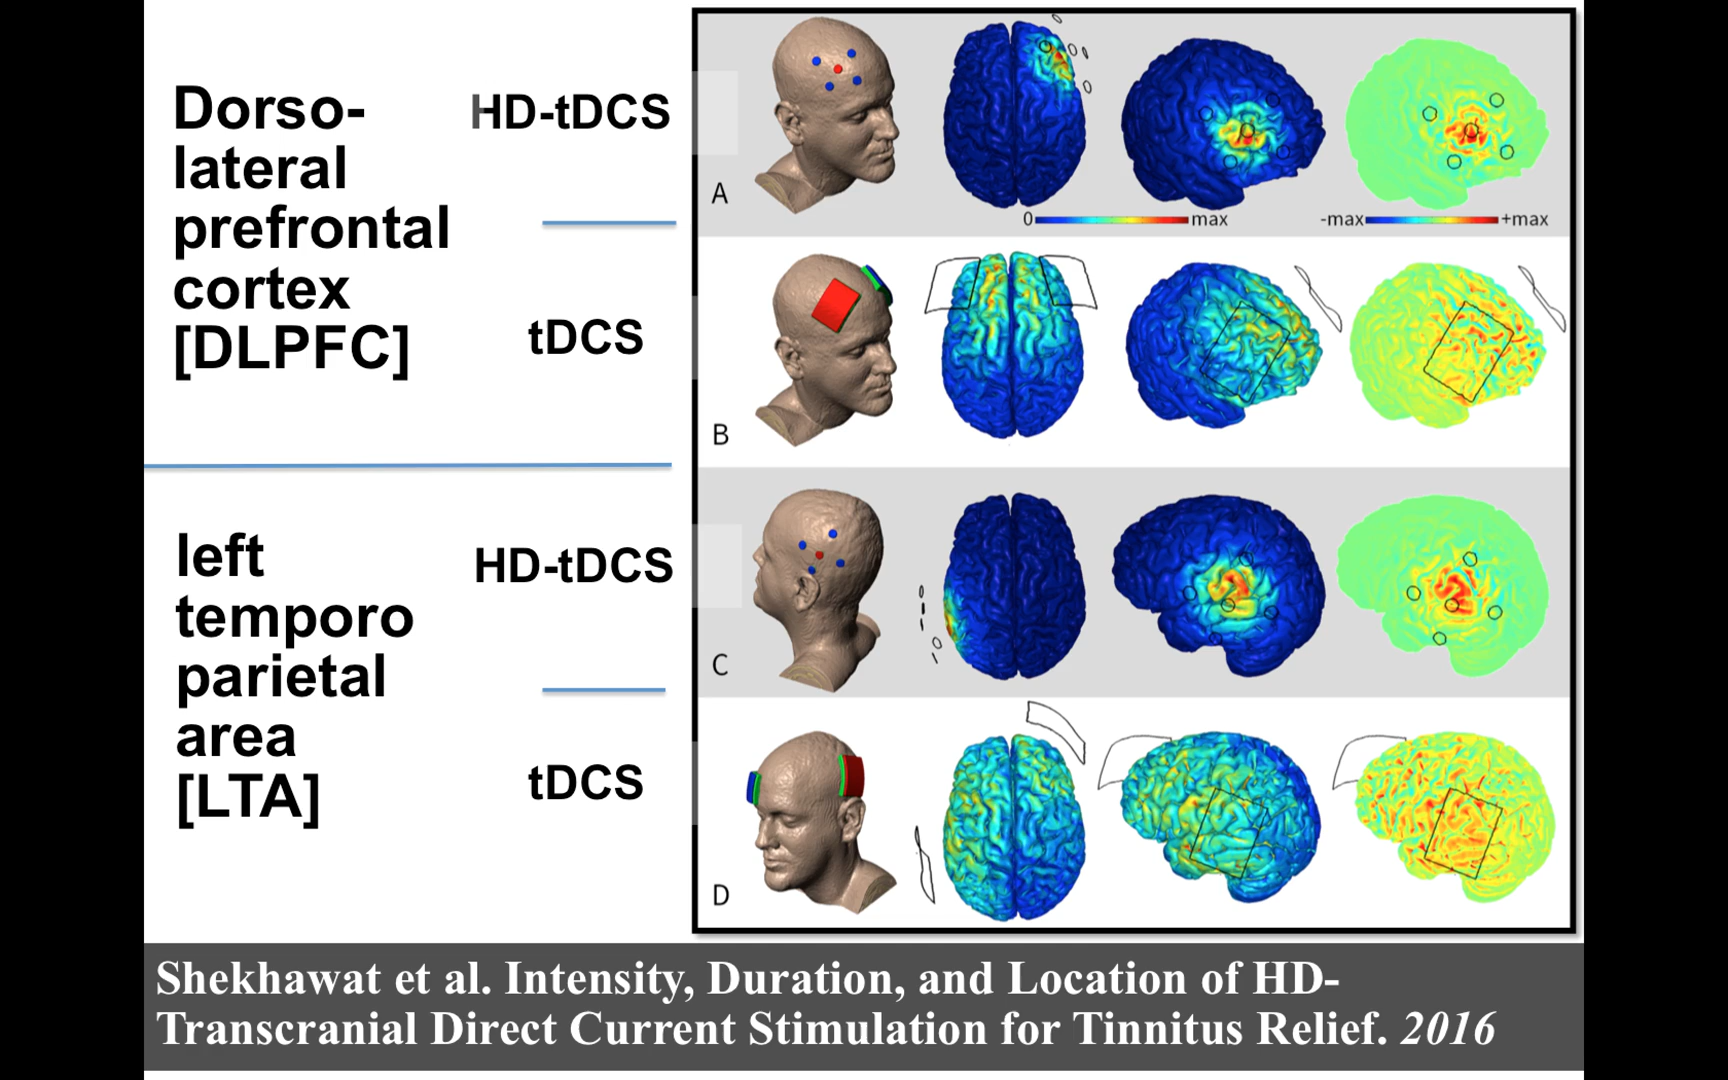 Dorso-
lateral
prefrontal
cortex
[DLPFC]
HD-tDCS
tDCS
left
temporo
parietal
area
[LTA]
HD-tDCS
tDCS
A
0 max
-max +max
B
C
D
Shekhawat et al. Intensity, Duration, and Location of HD-
Transcranial Direct Current Stimulation for Tinnitus Relief. 2016